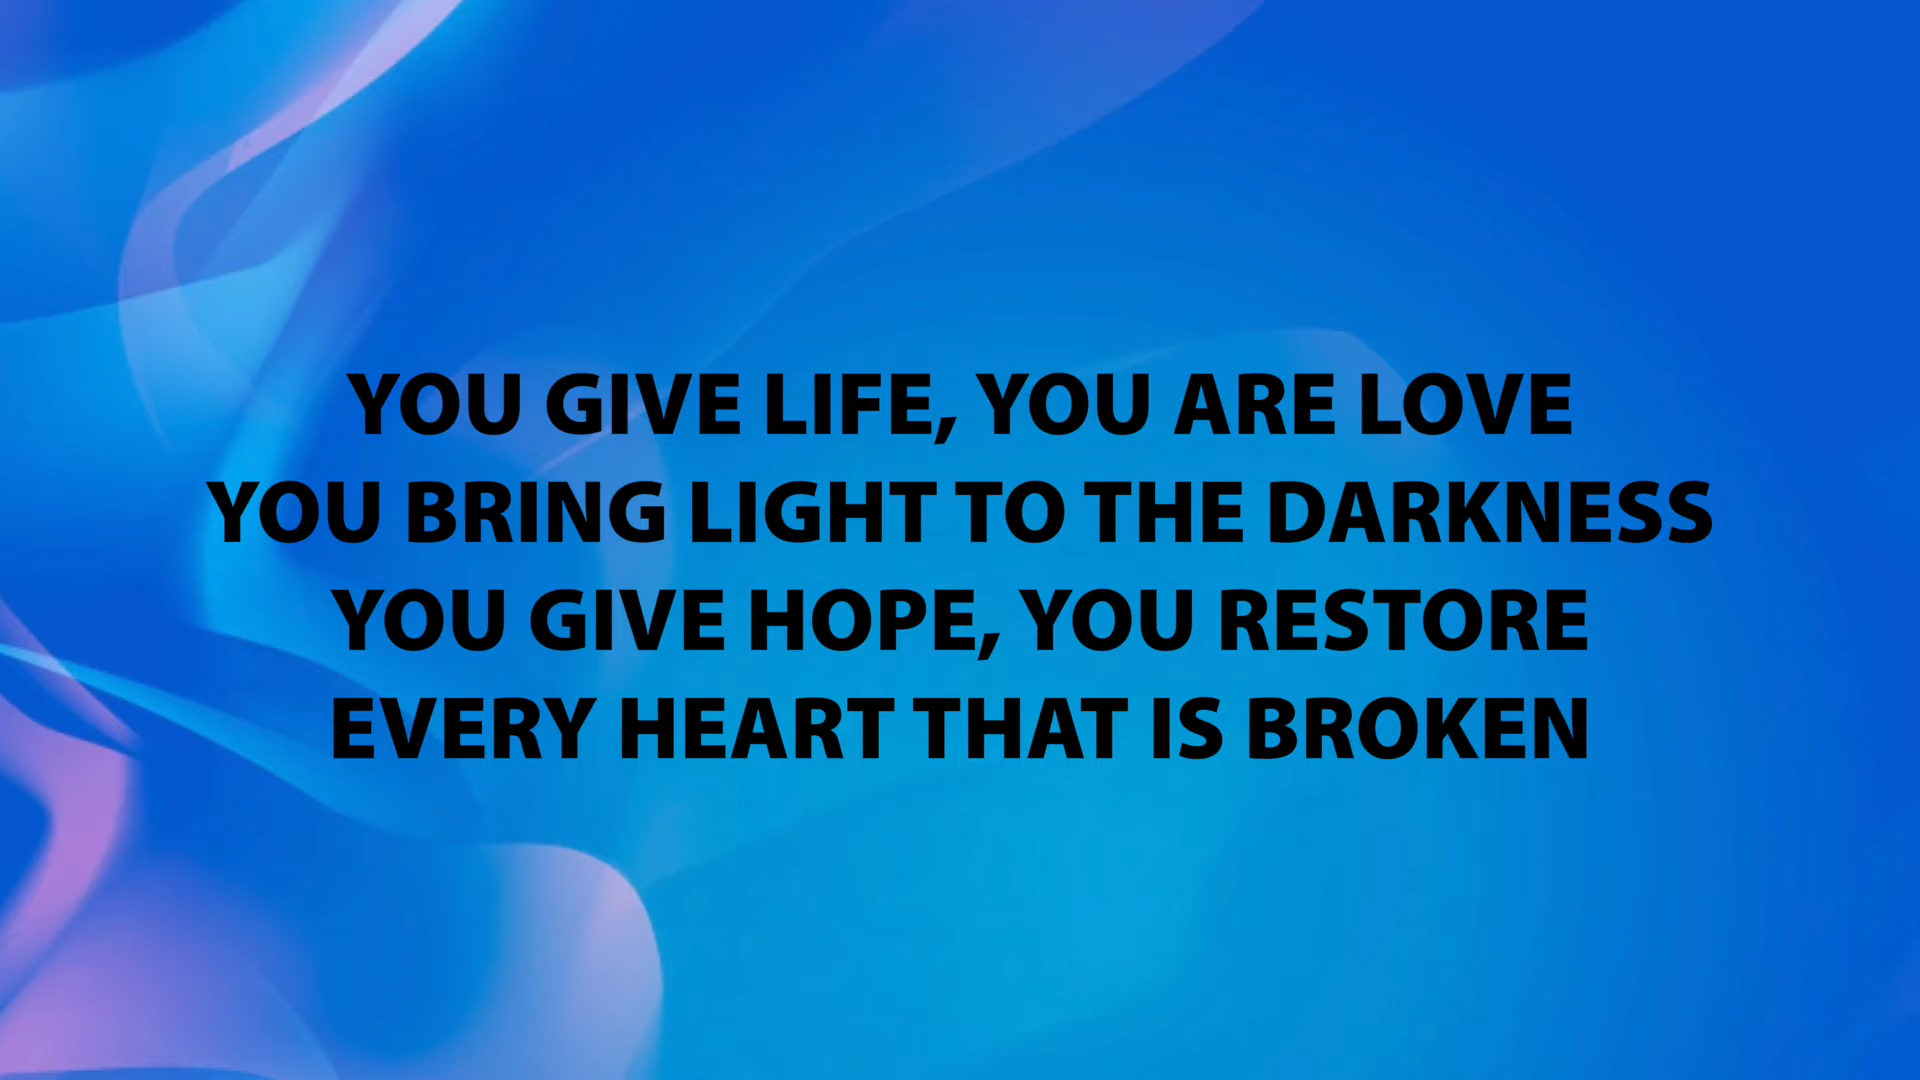 YOU GIVE LIFE, YOU ARE LOVE
YOU BRING LIGHT TO THE DARKNESS
YOU GIVE HOPE, YOU RESTORE
EVERY HEART THAT IS BROKEN